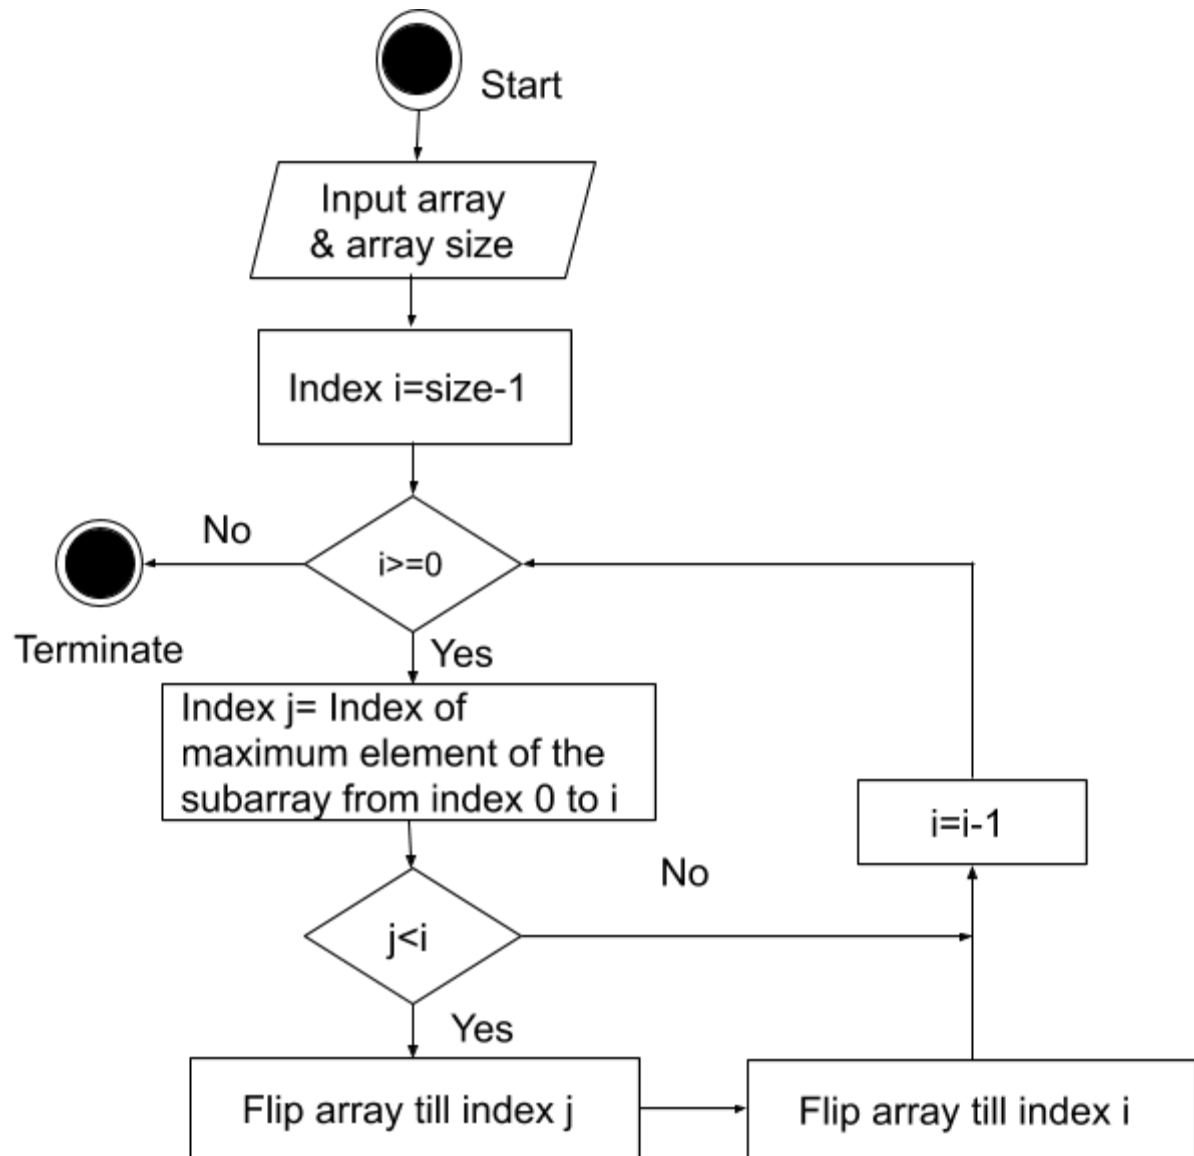 Start
Input array
& array size
Index i=size-1
i>=0
No
Terminate
Yes
Index j= Index of
maximum element of the
subarray from index 0 to i
j<i
No
i=i-1
Yes
Flip array till index j
Flip array till index i